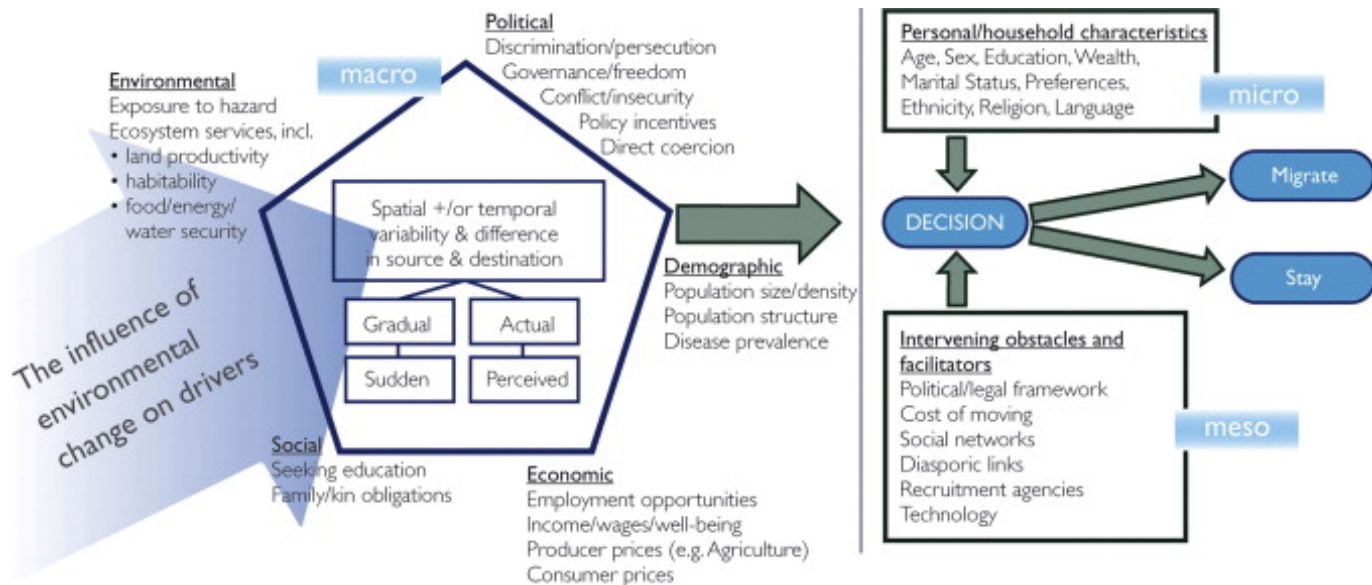 Political
Discrimination/persecution
Governance/freedom
Conflict/insecurity
Policy incentives
Direct coercion
macro
Environmental
Exposure to hazard
Ecosystem services, incl.
• land productivity
• habitability
• food/energy/
water security
The influence of
environmental
change on drivers
Spatial +/or temporal
variability & difference
in source & destination
Gradual
Actual
Sudden
Perceived
Demographic
Population size/density
Population structure
Disease prevalence
Social
Seeking education
Family/kin obligations
Economic
Employment opportunities
Income/wages/well-being
Producer prices (e.g. Agriculture)
Consumer prices
Personal/household characteristics
Age, Sex, Education, Wealth,
Marital Status, Preferences,
Ethnicity, Religion, Language
micro
DECISION
Migrate
Stay
Intervening obstacles and
facilitators
Political/legal framework
Cost of moving
Social networks
Diasporic links
Recruitment agencies
Technology
meso